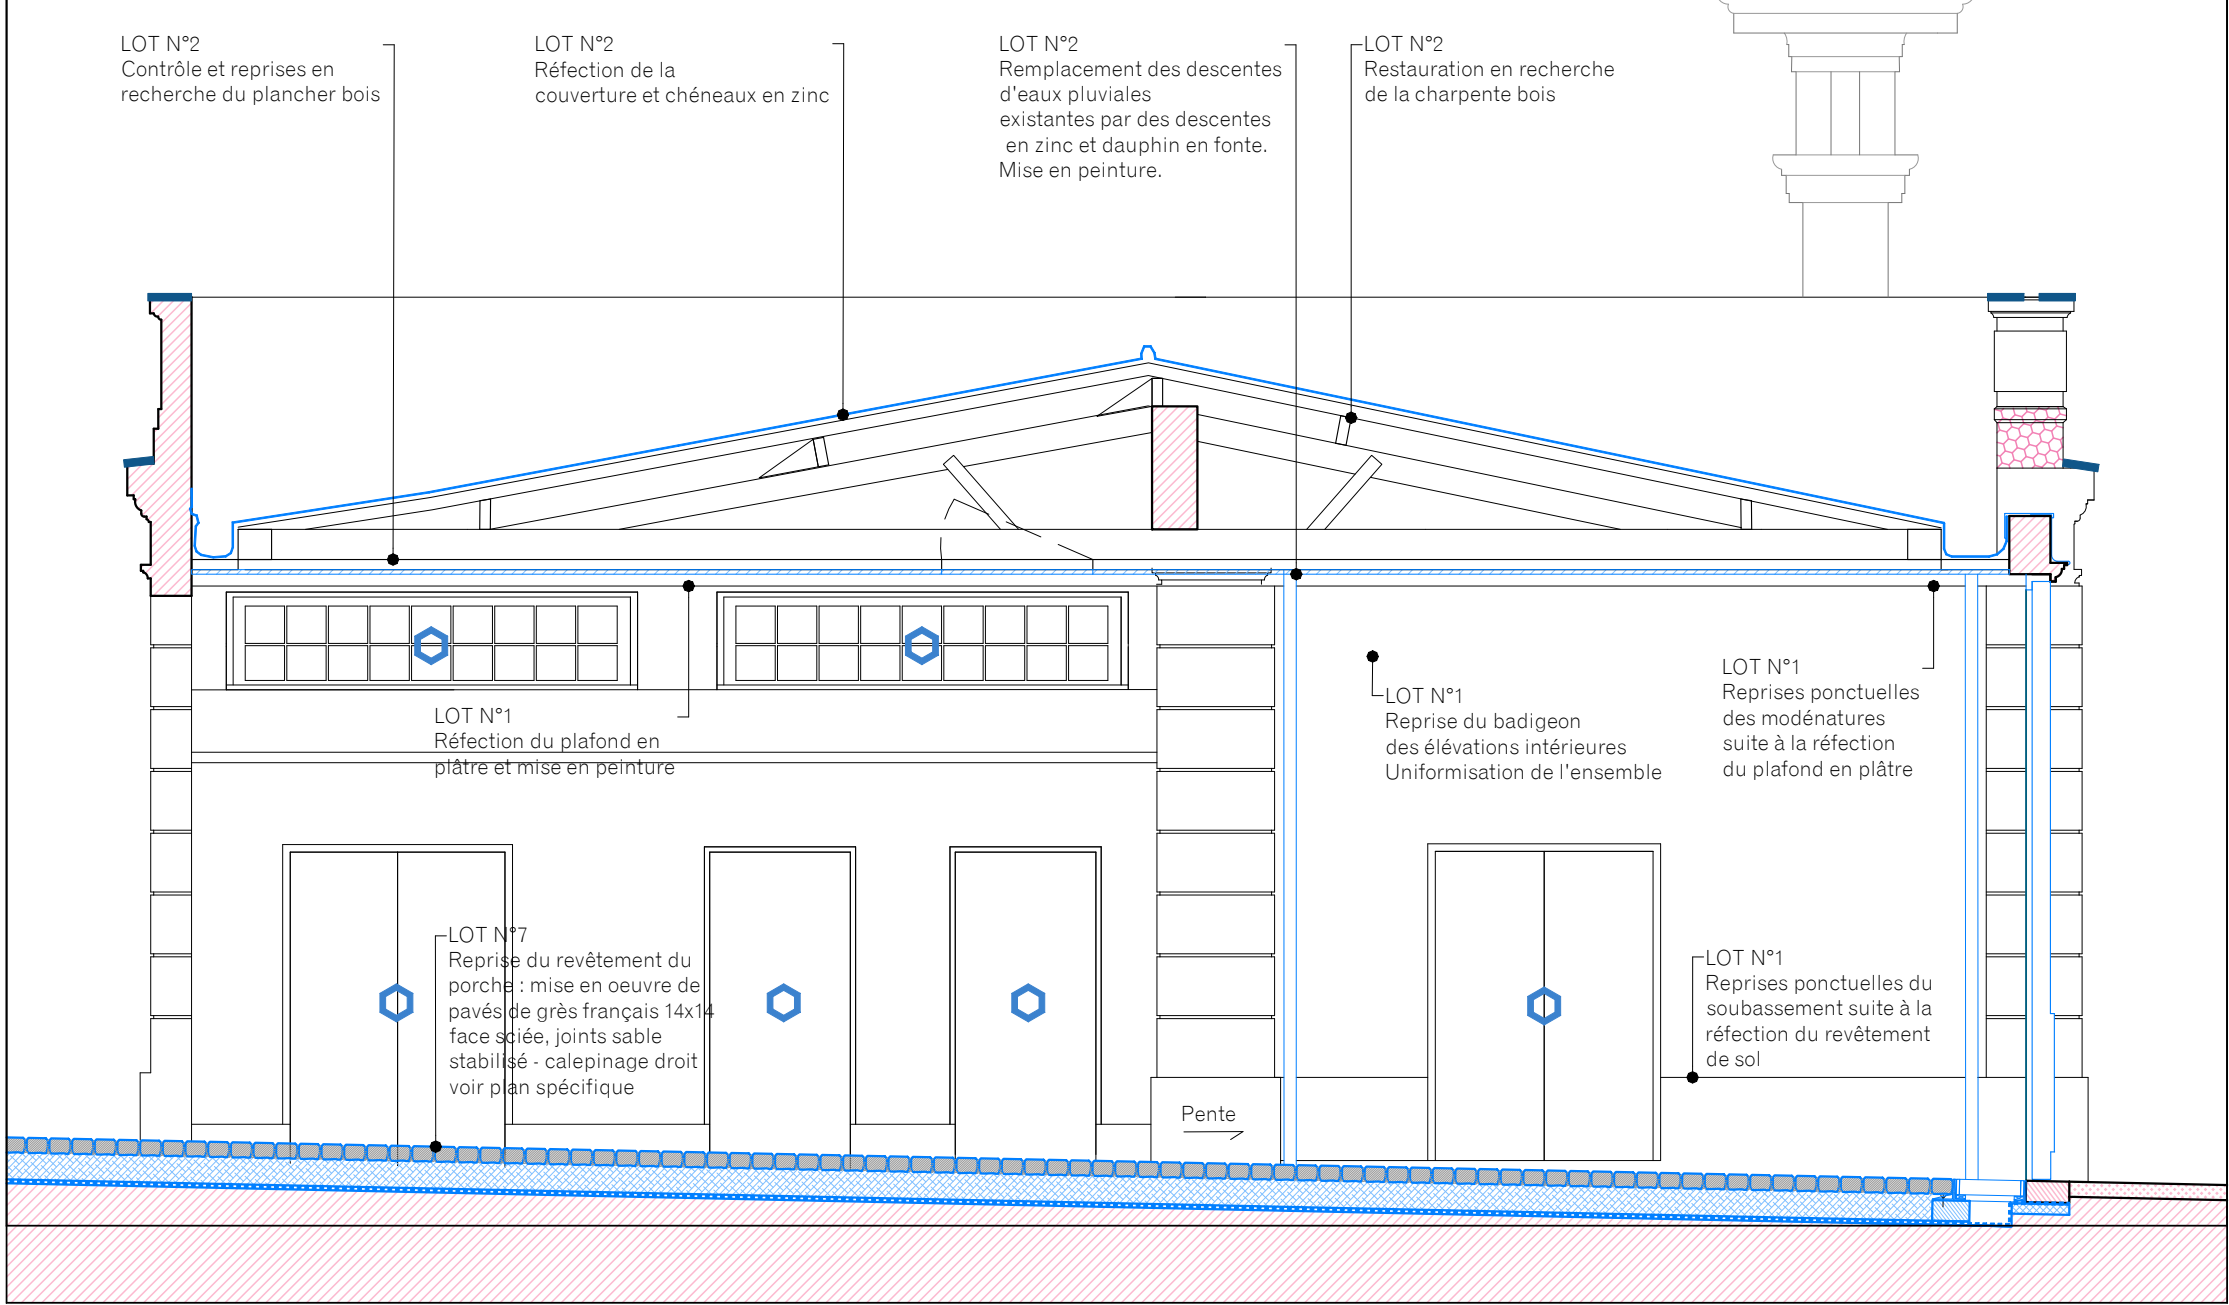 LOT N°2
Contrôle et reprises en
recherche du plancher bois
LOT N°2
Réfection de la
couverture et chéneaux en zinc
LOT N°2
Remplacement des descentes
d'eaux pluviales
existantes par des descentes
en zinc et dauphin en fonte.
Mise en peinture.
LOT N°2
Restauration en recherche
de la charpente bois
LOT N°1
Réfection du plafond en
plâtre et mise en peinture
LOT N°1
Reprise du badigeon
des élévations intérieures
Uniformisation de l'ensemble
LOT N°1
Reprises ponctuelles
des modénatures
suite à la réfection
du plafond en plâtre
LOT N°7
Reprise du revêtement du
porche : mise en oeuvre de
pavés de grès français 14x14
face sciée, joints sable
stabilisé - calepinage droit
voir plan spécifique
LOT N°1
Reprises ponctuelles du
soubassement suite à la
réfection du revêtement
de sol
Pente